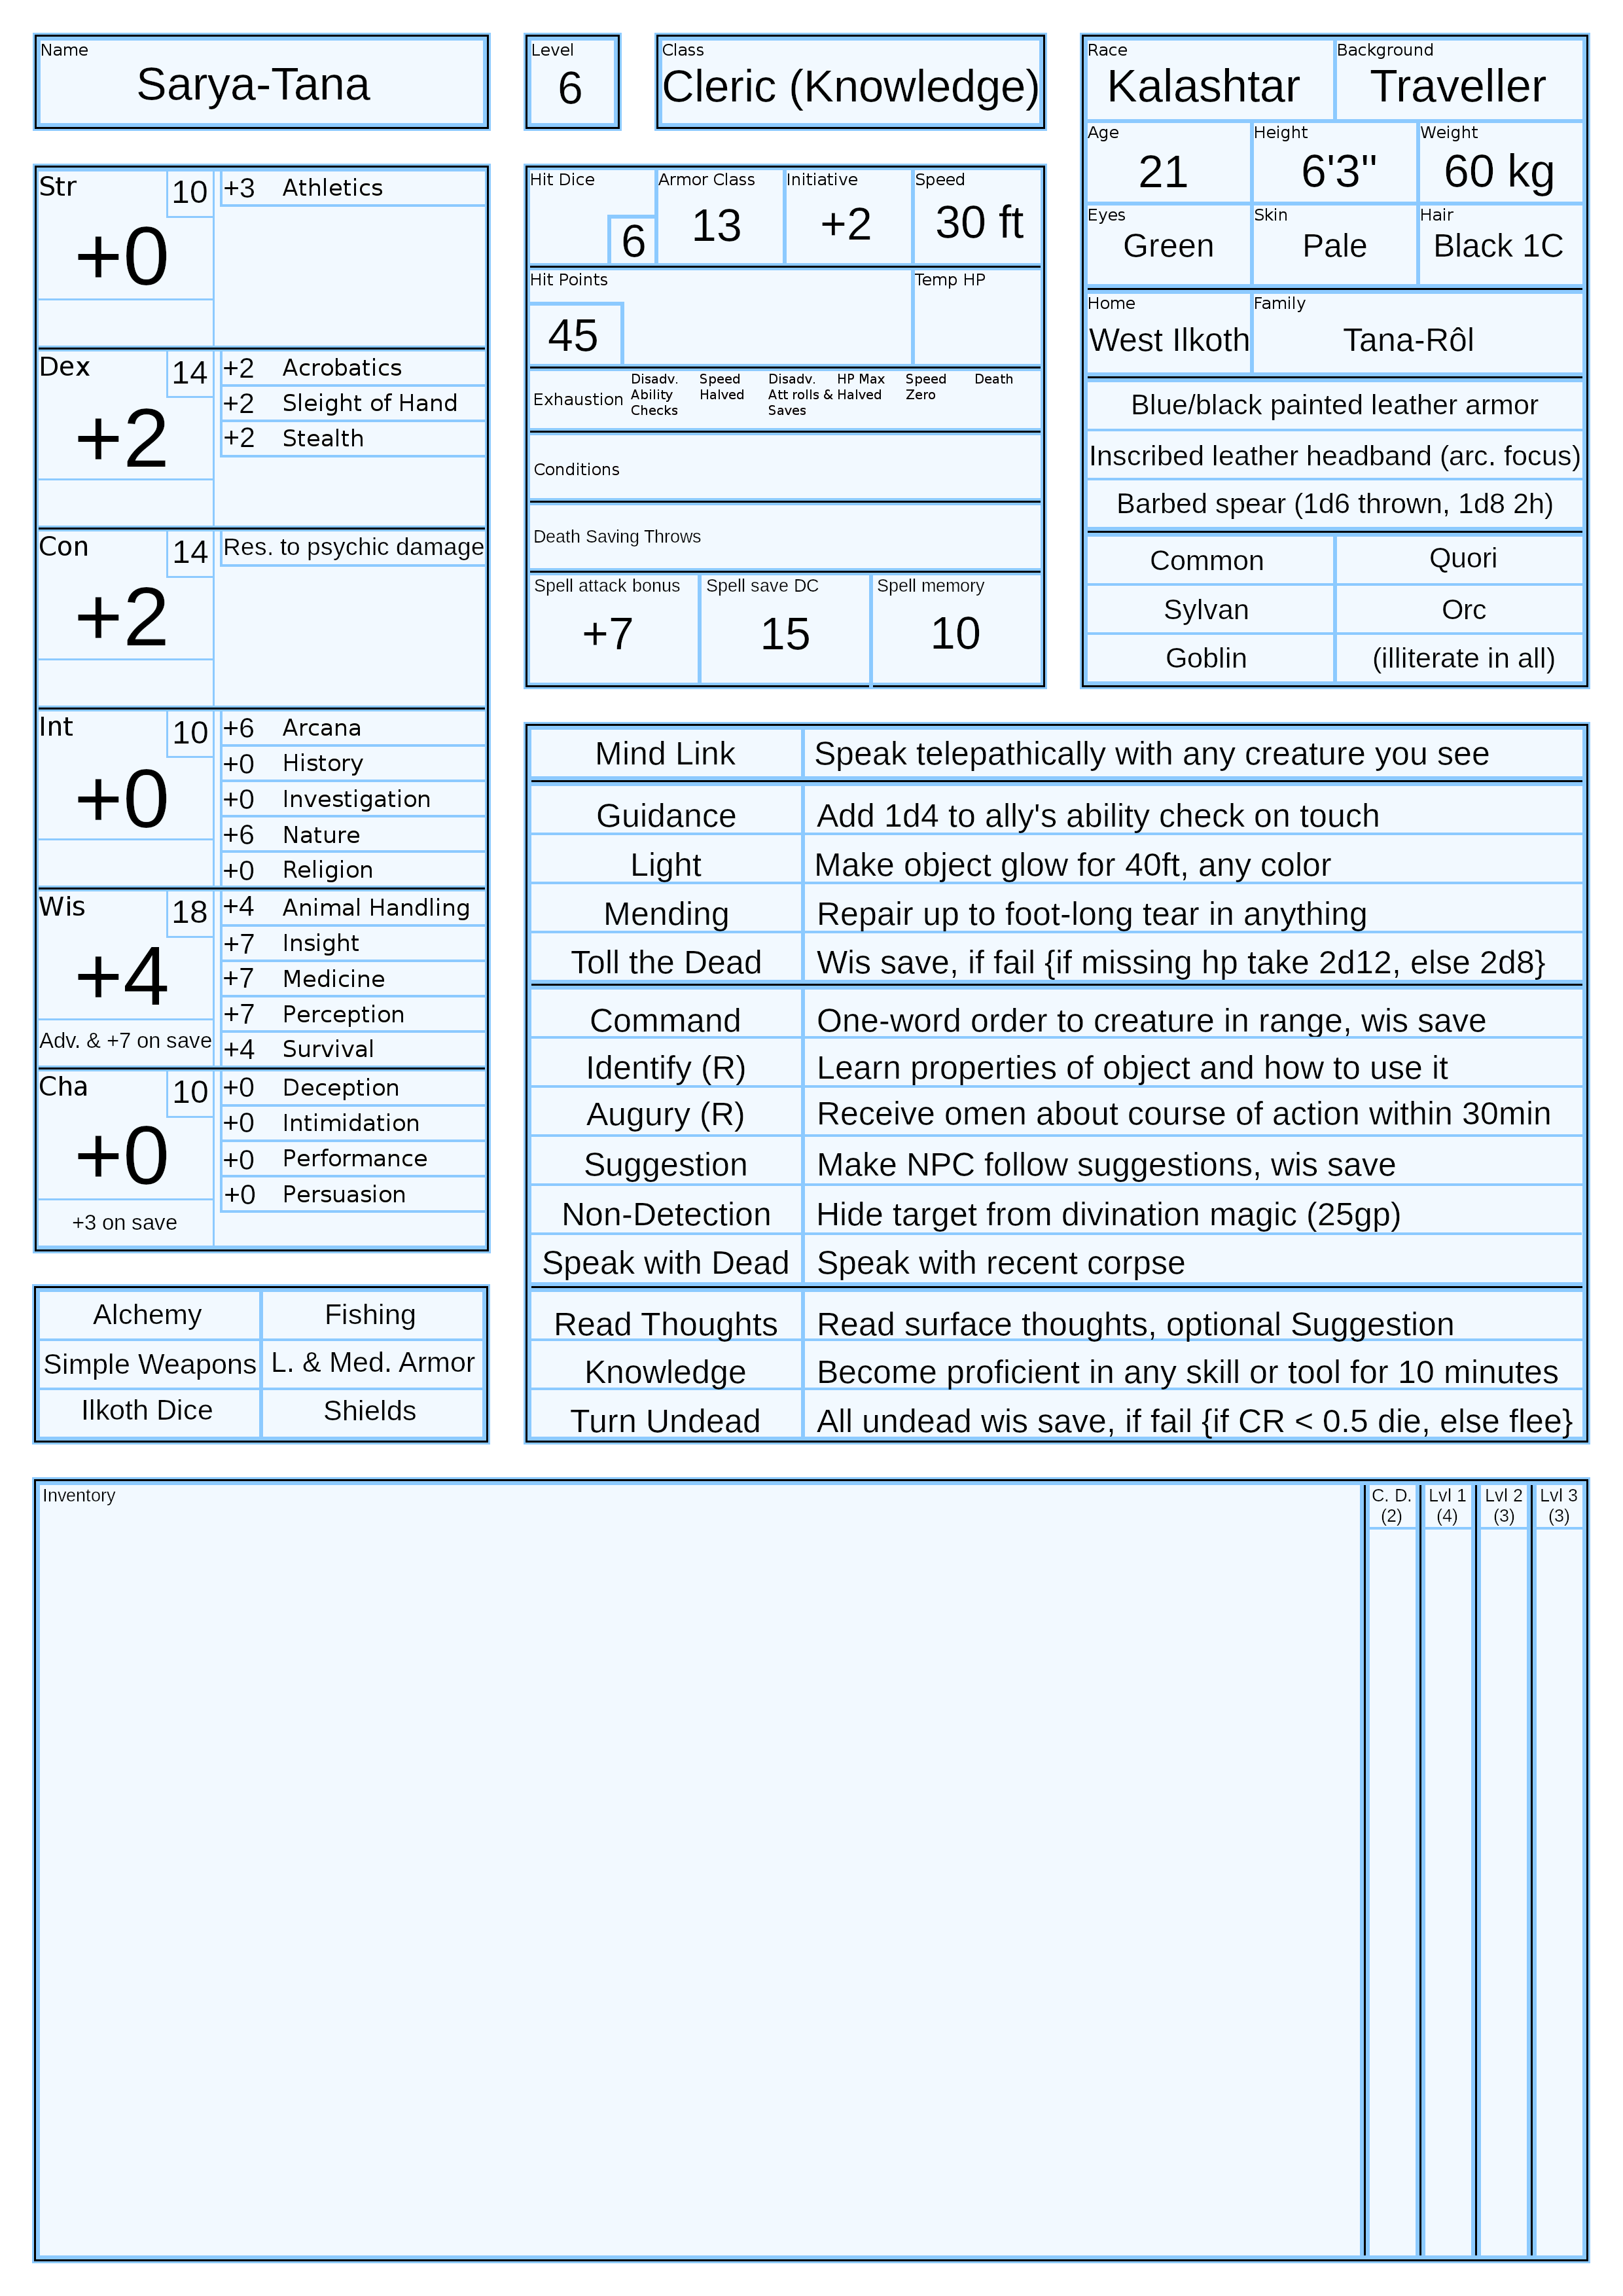 Name
Sarya-Tana
Level
6
Class
Cleric (Knowledge)
Race
Kalashtar
Background
Traveller
Age
21
Height
6'3"
Weight
60 kg
Eyes
Green
Skin
Pale
Hair
Black 1C
Home
West Ilkoth
Family
Tana-Rôl
Blue/black painted leather armor
Inscribed leather headband (arc. focus)
Barbed spear (1d6 thrown, 1d8 2h)
Common
Quori
Sylvan
Orc
Goblin
(illiterate in all)
Str
10
+0
+3 Athletics
Dex
14
+2
+2 Acrobatics
+2 Sleight of Hand
+2 Stealth
Con
14
+2
Res. to psychic damage
Int
10
+0
+6 Arcana
+0 History
+0 Investigation
+6 Nature
+0 Religion
Wis
18
+4
Adv. & +7 on save
+4 Animal Handling
+7 Insight
+7 Medicine
+7 Perception
+4 Survival
Cha
10
+0
+3 on save
+0 Deception
+0 Intimidation
+0 Performance
+0 Persuasion
Alchemy
Fishing
Simple Weapons
L. & Med. Armor
Ilkoth Dice
Shields
Hit Dice
6
Armor Class
13
Initiative
+2
Speed
30 ft
Hit Points
45
Temp HP
Exhaustion
Disadv.
Ability
Checks
Speed
Halved
Disadv.
Att rolls &
Saves
HP Max
Halved
Speed
Zero
Death
Conditions
Death Saving Throws
Spell attack bonus
+7
Spell save DC
15
Spell memory
10
Mind Link
Speak telepathically with any creature you see
Guidance
Add 1d4 to ally's ability check on touch
Light
Make object glow for 40ft, any color
Mending
Repair up to foot-long tear in anything
Toll the Dead
Wis save, if fail {if missing hp take 2d12, else 2d8}
Command
One-word order to creature in range, wis save
Identify (R)
Learn properties of object and how to use it
Augury (R)
Receive omen about course of action within 30min
Suggestion
Make NPC follow suggestions, wis save
Non-Detection
Hide target from divination magic (25gp)
Speak with Dead
Speak with recent corpse
Read Thoughts
Read surface thoughts, optional Suggestion
Knowledge
Become proficient in any skill or tool for 10 minutes
Turn Undead
All undead wis save, if fail {if CR < 0.5 die, else flee}
Inventory
C. D.
(2)
Lvl 1
(4)
Lvl 2
(3)
Lvl 3
(3)